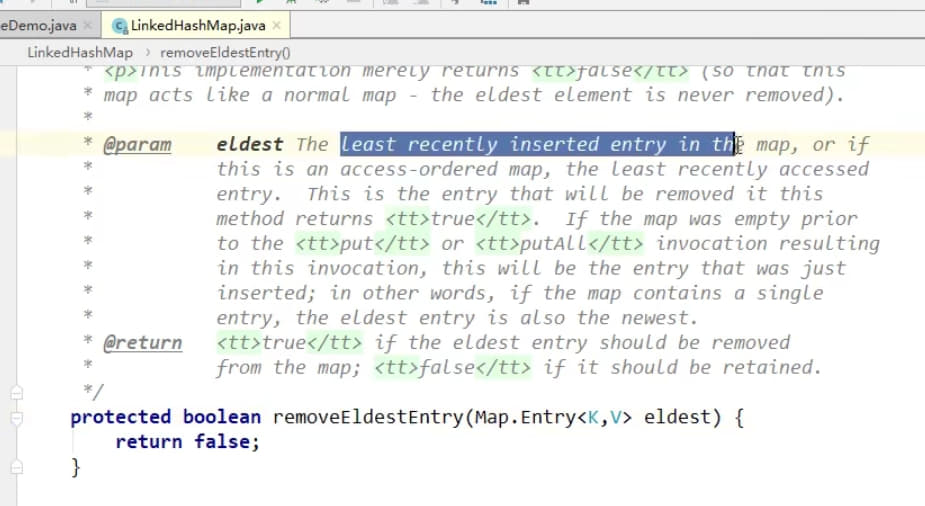 eDemo.java × LinkedHashMap.java ×
LinkedHashMap › removeEldestEntry()
* <p>This implementation merely returns <tt>false</tt> (so that this
* map acts like a normal map - the eldest element is never removed).
*
* @param eldest The least recently inserted entry in the map, or if
* this is an access-ordered map, the least recently accessed
* entry. This is the entry that will be removed it this
* method returns <tt>true</tt>. If the map was empty prior
* to the <tt>put</tt> or <tt>putAll</tt> invocation resulting
* in this invocation, this will be the entry that was just
* inserted; in other words, if the map contains a single
* entry, the eldest entry is also the newest.
* @return <tt>true</tt> if the eldest entry should be removed
* from the map; <tt>false</tt> if it should be retained.
*/
protected boolean removeEldestEntry(Map.Entry<K,V> eldest) {
return false;
}